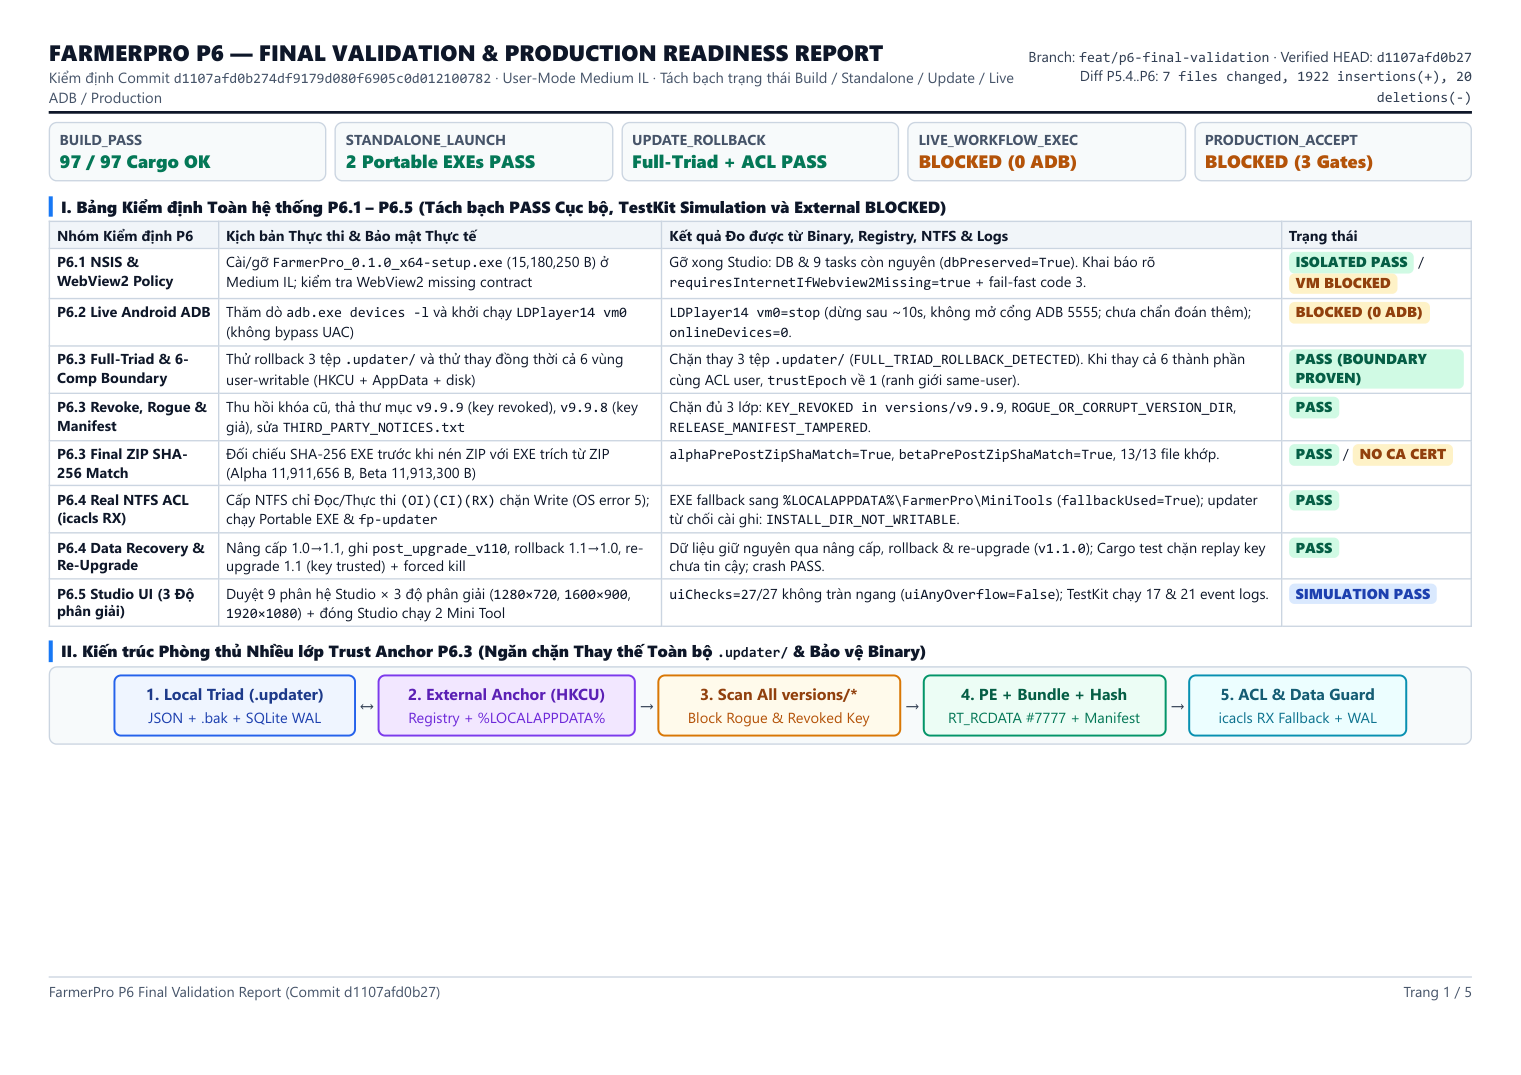 FARMERPRO P6 — FINAL VALIDATION & PRODUCTION READINESS REPORT
Kiểm định Commit d1107afd0b274df9179d080f6905c0d012100782 · User-Mode Medium IL · Tách bạch trạng thái Build / Standalone / Update / Live
ADB / Production
Branch: feat/p6-final-validation · Verified HEAD: d1107afd0b27
Diff P5.4..P6: 7 files changed, 1922 insertions(+), 20
deletions(-)
BUILD_PASS
97 / 97 Cargo OK
STANDALONE_LAUNCH
2 Portable EXEs PASS
UPDATE_ROLLBACK
Full-Triad + ACL PASS
LIVE_WORKFLOW_EXEC
BLOCKED (0 ADB)
PRODUCTION_ACCEPT
BLOCKED (3 Gates)
I. Bảng Kiểm định Toàn hệ thống P6.1 – P6.5 (Tách bạch PASS Cục bộ, TestKit Simulation và External BLOCKED)
Nhóm Kiểm định P6
Kịch bản Thực thi & Bảo mật Thực tế
Kết quả Đo được từ Binary, Registry, NTFS & Logs
Trạng thái
P6.1 NSIS &
WebView2 Policy
Cài/gỡ FarmerPro_0.1.0_x64-setup.exe (15,180,250 B) ở
Medium IL; kiểm tra WebView2 missing contract
Gỡ xong Studio: DB & 9 tasks còn nguyên (dbPreserved=True). Khai báo rõ
requiresInternetIfWebview2Missing=true + fail-fast code 3.
ISOLATED PASS /
VM BLOCKED
P6.2 Live Android ADB
Thăm dò adb.exe devices -l và khởi chạy LDPlayer14 vm0
(không bypass UAC)
LDPlayer14 vm0=stop (dừng sau ~10s, không mở cổng ADB 5555; chưa chẩn đoán thêm);
onlineDevices=0.
BLOCKED (0 ADB)
P6.3 Full-Triad & 6-
Comp Boundary
Thử rollback 3 tệp .updater/ và thử thay đồng thời cả 6 vùng
user-writable (HKCU + AppData + disk)
Chặn thay 3 tệp .updater/ (FULL_TRIAD_ROLLBACK_DETECTED). Khi thay cả 6 thành phần
cùng ACL user, trustEpoch về 1 (ranh giới same-user).
PASS (BOUNDARY
PROVEN)
P6.3 Revoke, Rogue &
Manifest
Thu hồi khóa cũ, thả thư mục v9.9.9 (key revoked), v9.9.8 (key
giả), sửa THIRD_PARTY_NOTICES.txt
Chặn đủ 3 lớp: KEY_REVOKED in versions/v9.9.9, ROGUE_OR_CORRUPT_VERSION_DIR,
RELEASE_MANIFEST_TAMPERED.
PASS
P6.3 Final ZIP SHA-
256 Match
Đối chiếu SHA-256 EXE trước khi nén ZIP với EXE trích từ ZIP
(Alpha 11,911,656 B, Beta 11,913,300 B)
alphaPrePostZipShaMatch=True, betaPrePostZipShaMatch=True, 13/13 file khớp.
PASS / NO CA CERT
P6.4 Real NTFS ACL
(icacls RX)
Cấp NTFS chỉ Đọc/Thực thi (OI)(CI)(RX) chặn Write (OS error 5);
chạy Portable EXE & fp-updater
EXE fallback sang %LOCALAPPDATA%\FarmerPro\MiniTools (fallbackUsed=True); updater
từ chối cài ghi: INSTALL_DIR_NOT_WRITABLE.
PASS
P6.4 Data Recovery &
Re-Upgrade
Nâng cấp 1.0→1.1, ghi post_upgrade_v110, rollback 1.1→1.0, re-
upgrade 1.1 (key trusted) + forced kill
Dữ liệu giữ nguyên qua nâng cấp, rollback & re-upgrade (v1.1.0); Cargo test chặn replay key
chưa tin cậy; crash PASS.
PASS
P6.5 Studio UI (3 Độ
phân giải)
Duyệt 9 phân hệ Studio × 3 độ phân giải (1280×720, 1600×900,
1920×1080) + đóng Studio chạy 2 Mini Tool
uiChecks=27/27 không tràn ngang (uiAnyOverflow=False); TestKit chạy 17 & 21 event logs.
SIMULATION PASS
II. Kiến trúc Phòng thủ Nhiều lớp Trust Anchor P6.3 (Ngăn chặn Thay thế Toàn bộ .updater/ & Bảo vệ Binary)
1. Local Triad (.updater)
JSON + .bak + SQLite WAL
↔
2. External Anchor (HKCU)
Registry + %LOCALAPPDATA%
→
3. Scan All versions/*
Block Rogue & Revoked Key
→
4. PE + Bundle + Hash
RT_RCDATA #7777 + Manifest
→
5. ACL & Data Guard
icacls RX Fallback + WAL
FarmerPro P6 Final Validation Report (Commit d1107afd0b27)
Trang 1 / 5